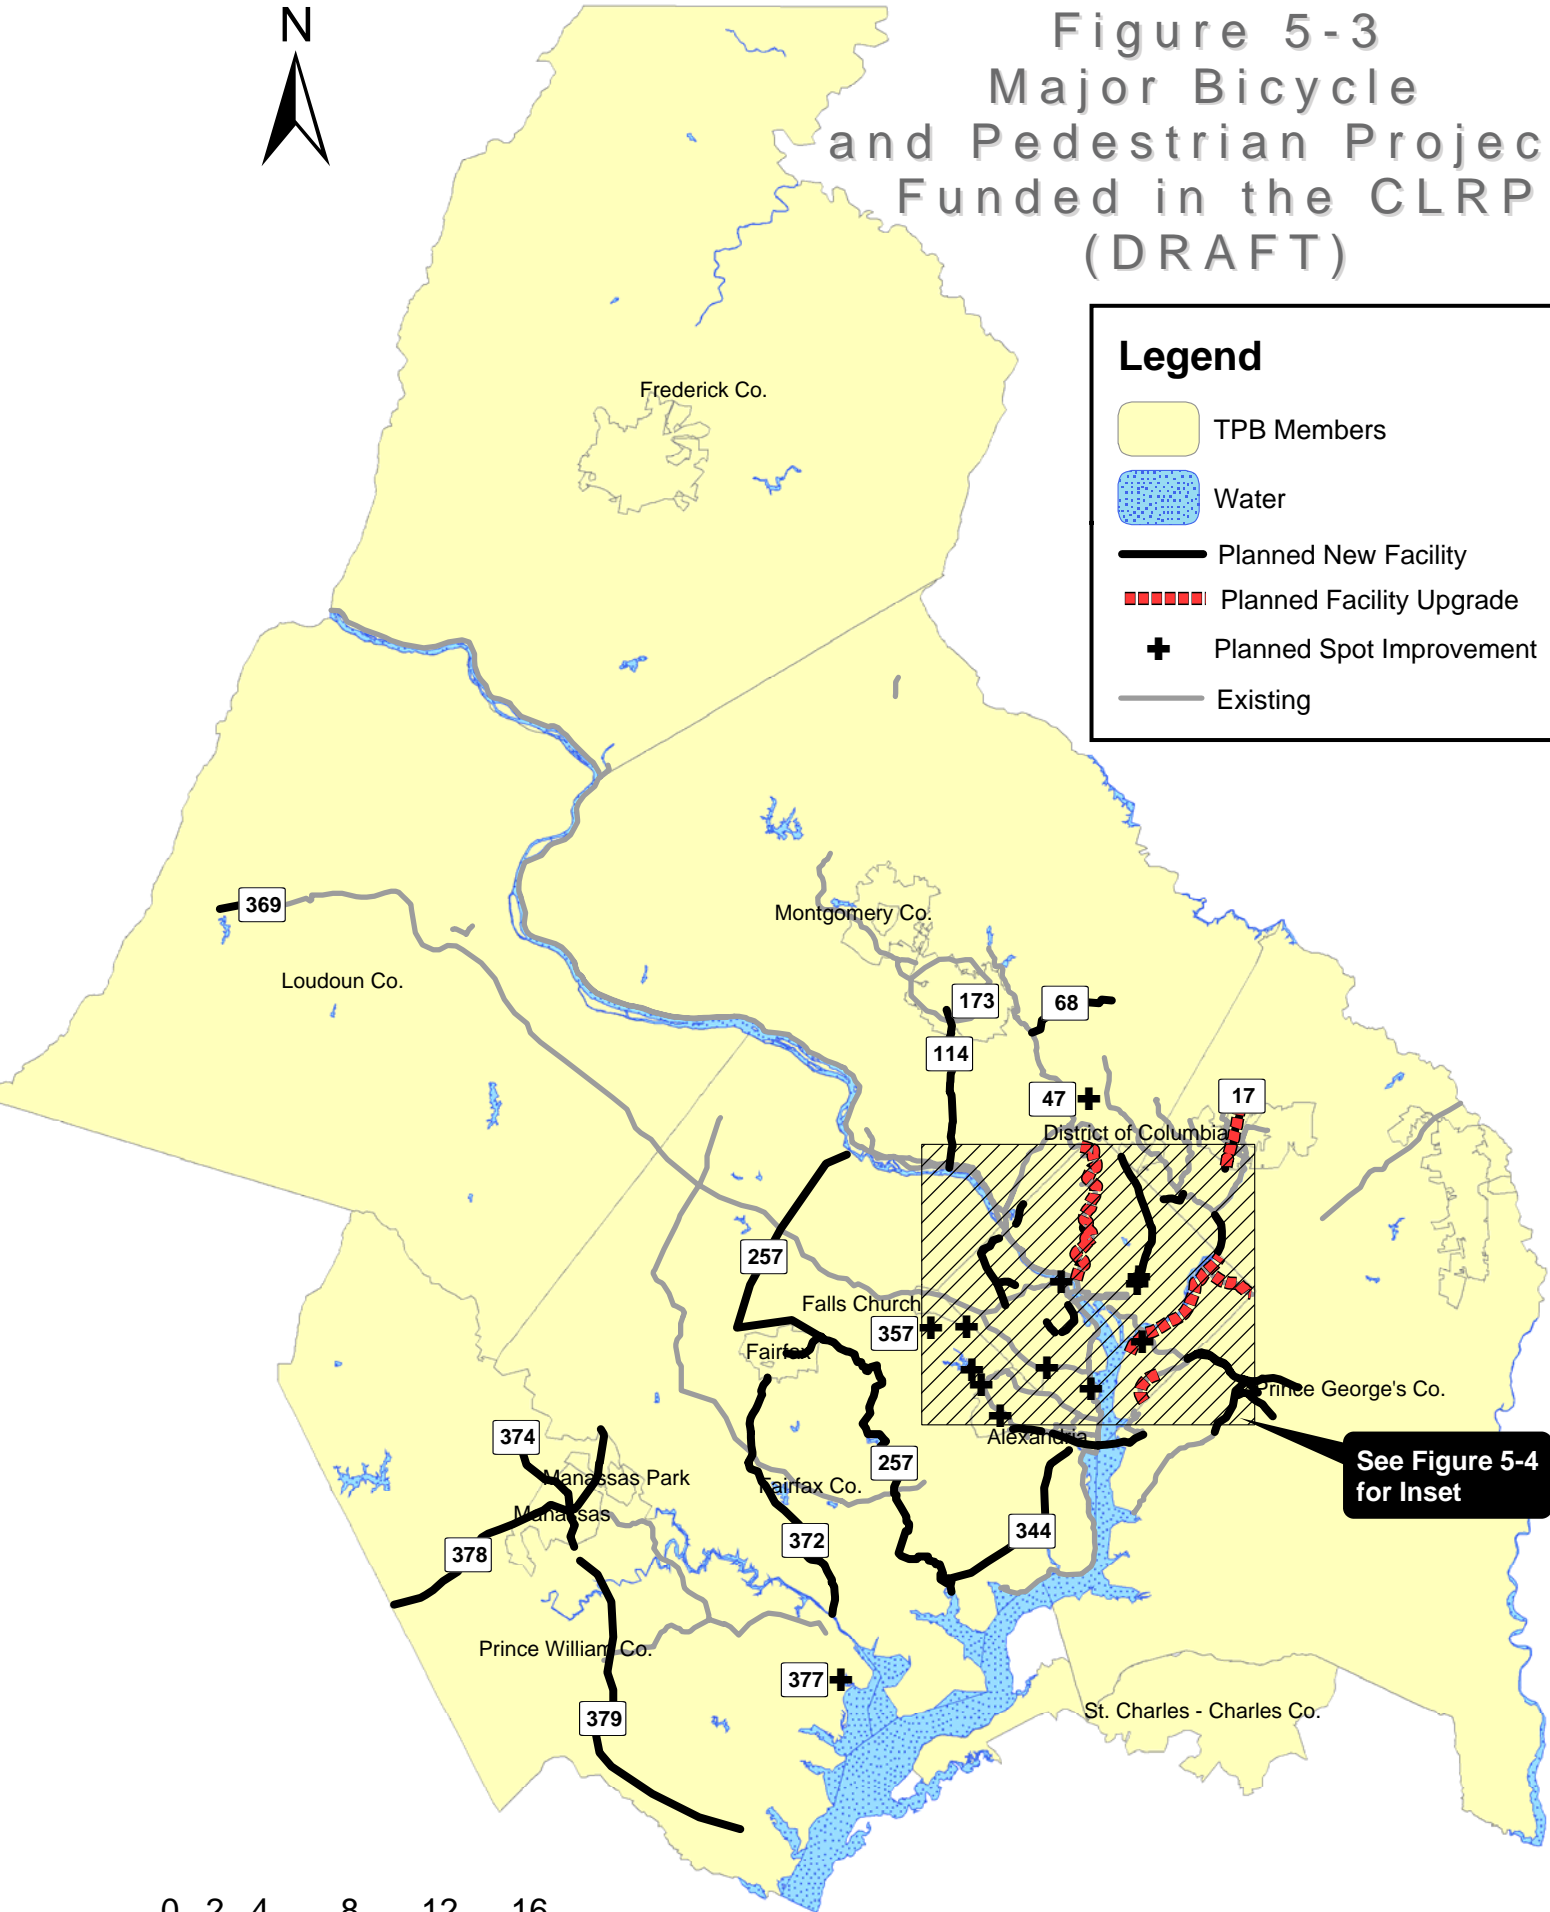 N
Figure 5-3
Major Bicycle
and Pedestrian Projec
Funded in the CLRP
(DRAFT)
Legend
TPB Members
Water
Planned New Facility
Planned Facility Upgrade
Planned Spot Improvement
Existing
Frederick Co.
369
Montgomery Co.
Loudoun Co.
173
68
114
47
17
District of Columbia
257
Falls Church
357
Fairfax
Prince George's Co.
374
Alexandria
See Figure 5-4
for Inset
Manassas Park
257
Fairfax Co.
Manassas
344
372
378
Prince William Co.
377
St. Charles - Charles Co.
379
0 2 4 8 12 16